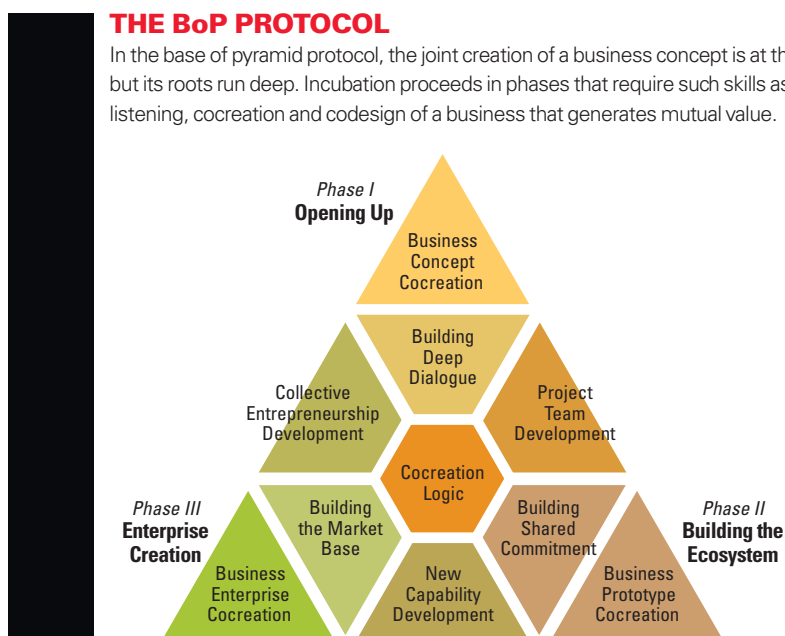 THE BoP PROTOCOL
In the base of pyramid protocol, the joint creation of a business concept is at
but its roots run deep. Incubation proceeds in phases that require such skills as
listening, cocreation and codesign of a business that generates mutual value.
Phase I
Opening Up
Business
Concept
Cocreation
Building
Deep
Dialogue
Collective
Entrepreneurship
Development
Project
Team
Development
Cocreation
Logic
Phase III
Enterprise
Creation
Building
the Market
Base
Building
Shared
Commitment
Phase II
Building the
Ecosystem
Business
Enterprise
Cocreation
New
Capability
Development
Business
Prototype
Cocreation